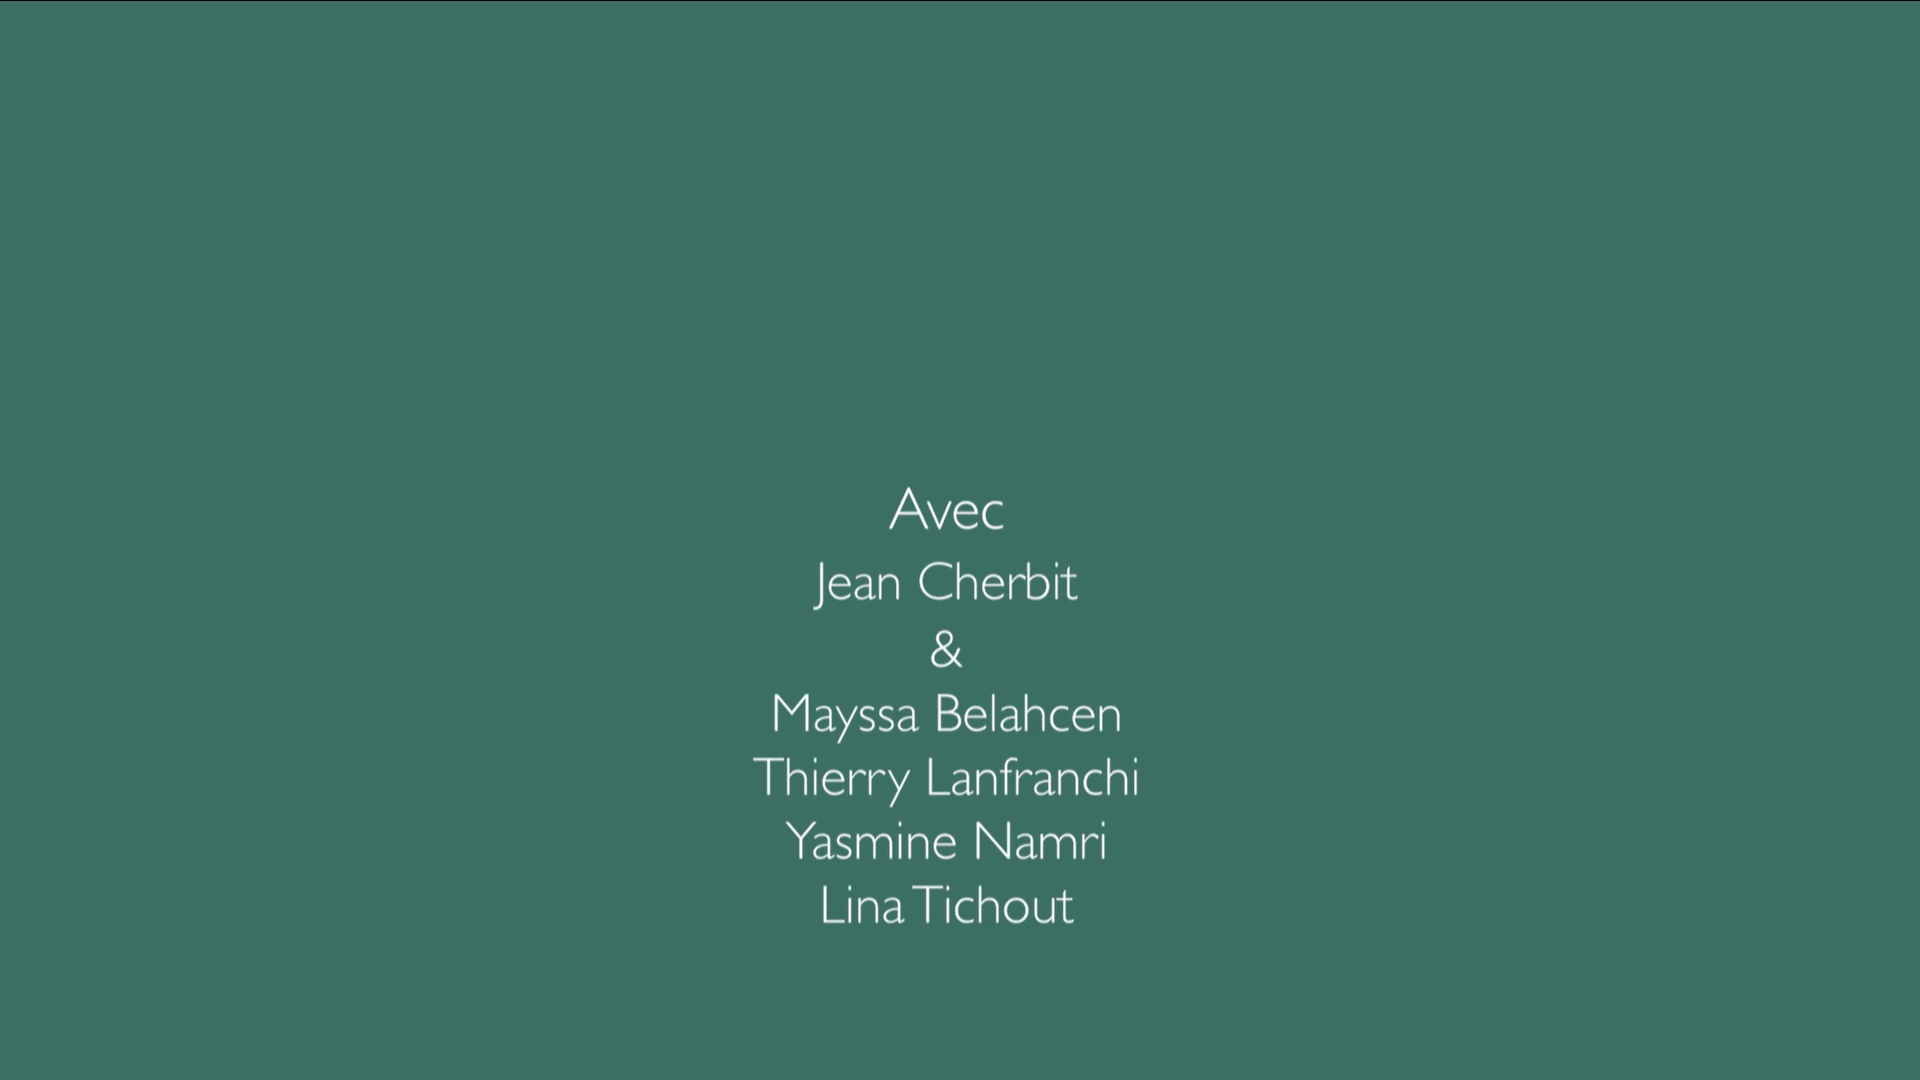 Avec
Jean Cherbit
&
Mayssa Belahcen
Thierry Lanfranchi
Yasmine Namri
Lina Tichout